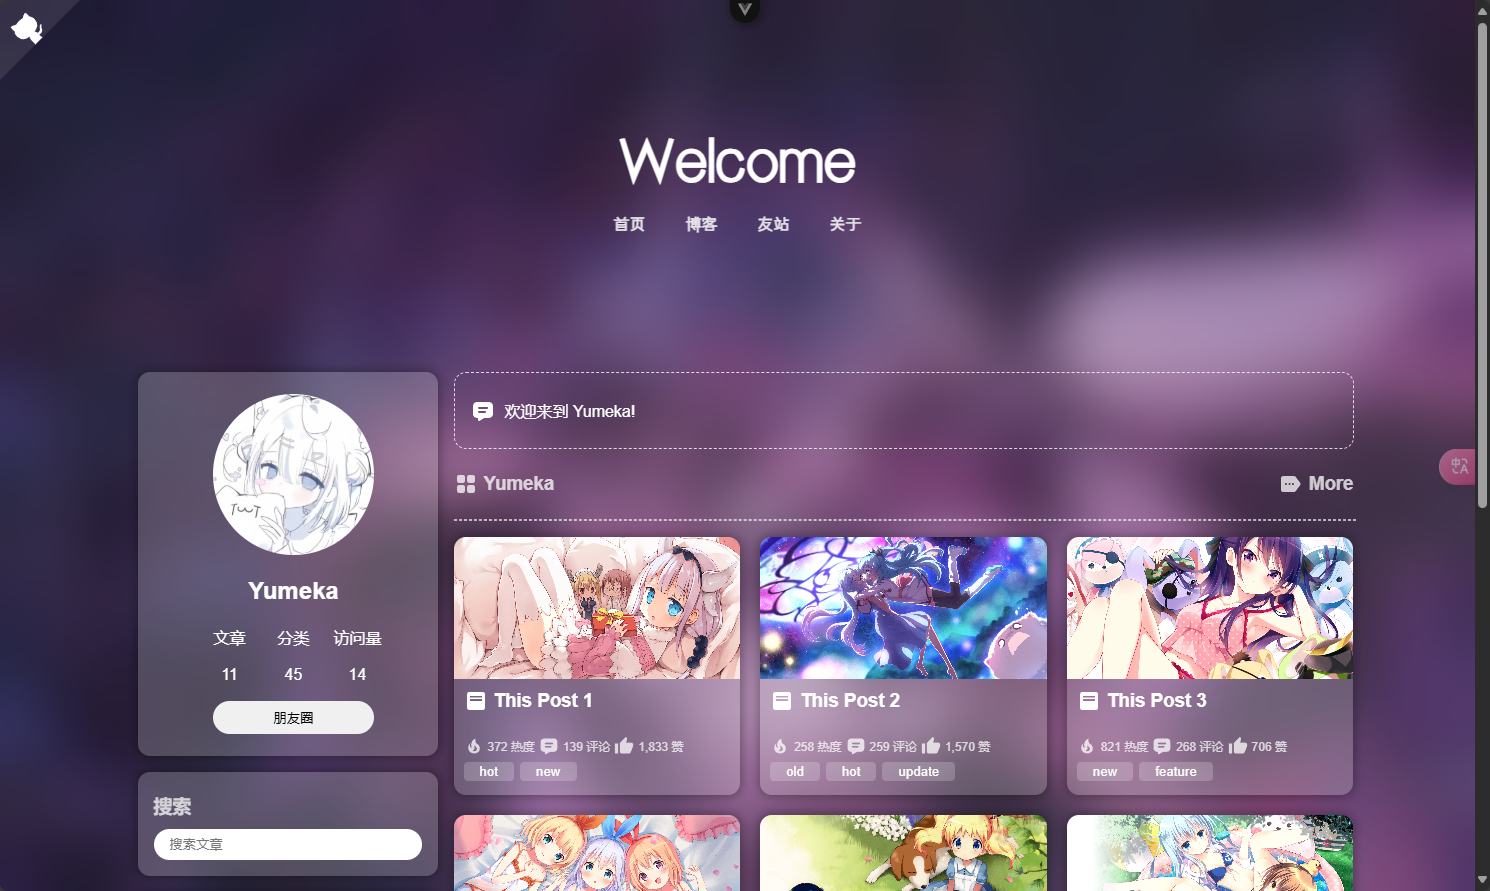 Welcome
首页 博客 友站 关于
Yumeka
文章 分类 访问量
11 45 14
朋友圈
搜索
搜索文章
欢迎来到 Yumeka!
Yumeka More
This Post 1
372 热度 139 评论 1,833 赞
hot new
This Post 2
258 热度 259 评论 1,570 赞
old hot update
This Post 3
821 热度 268 评论 706 赞
new feature
中A